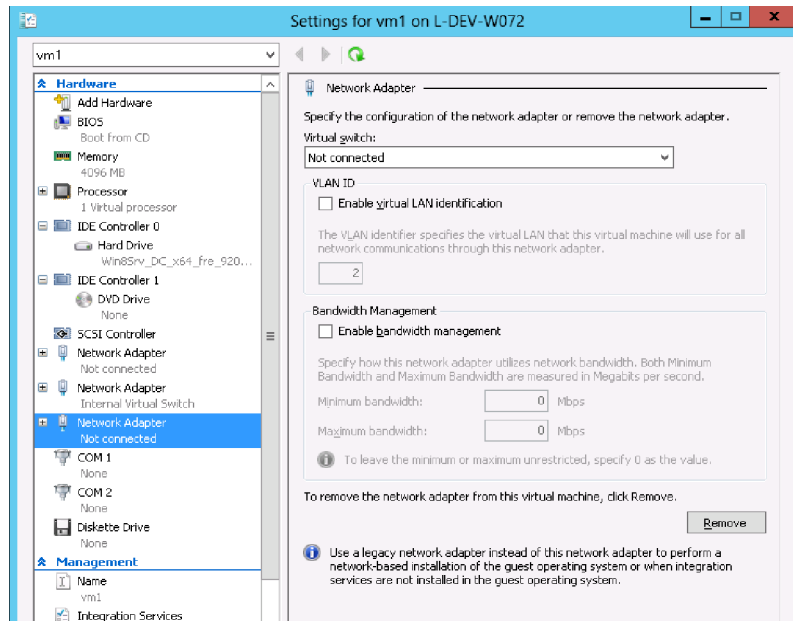 Settings for vm1 on L-DEV-W072
vm1
Hardware
Add Hardware
BIOS
Boot from CD
Memory
4096 MB
Processor
1 Virtual processor
IDE Controller 0
Hard Drive
Win8Srv_DC_x64_fre_920...
IDE Controller 1
DVD Drive
None
SCSI Controller
Network Adapter
Not connected
Network Adapter
Internal Virtual Switch
Network Adapter
Not connected
COM 1
None
COM 2
None
Diskette Drive
None
Management
Name
vm1
Integration Services
Network Adapter
Specify the configuration of the network adapter or remove the network adapter.
Virtual switch:
Not connected
VLAN ID
Enable virtual LAN identification
The VLAN identifier specifies the virtual LAN that this virtual machine will use for all
network communications through this network adapter.
2
Bandwidth Management
Enable bandwidth management
Specify how this network adapter utilizes network bandwidth. Both Minimum
Bandwidth and Maximum Bandwidth are measured in Megabits per second.
Minimum bandwidth: 0 Mbps
Maximum bandwidth: 0 Mbps
To leave the minimum or maximum unrestricted, specify 0 as the value.
To remove the network adapter from this virtual machine, click Remove.
Remove
Use a legacy network adapter instead of this network adapter to perform a
network-based installation of the guest operating system or when integration
services are not installed in the guest operating system.